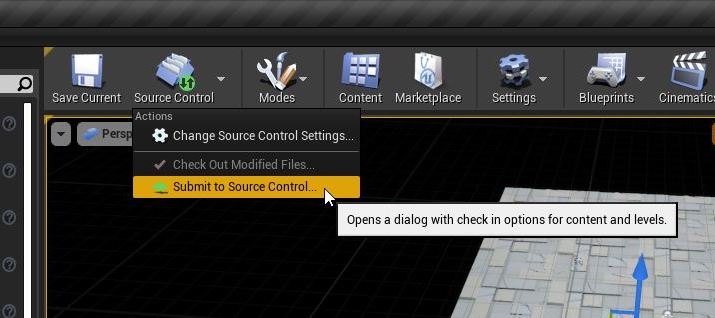 Save Current Source Control Modes Content Marketplace Settings Blueprints Cinematics
Actions
Persp
Change Source Control Settings...
Check Out Modified Files...
Submit to Source Control...
Opens a dialog with check in options for content and levels.